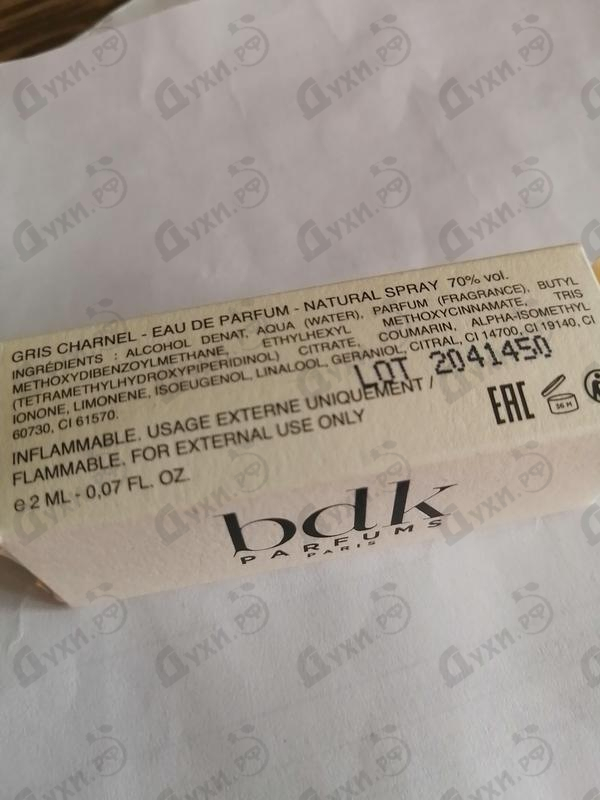 GRIS CHARNEL - EAU DE PARFUM - NATURAL SPRAY 70% vol.
INGRÉDIENTS : ALCOHOL DENAT, AQUA (WATER), PARFUM (FRAGRANCE), BUTYL
METHOXYDIBENZOYLMETHANE, ETHYLHEXYL METHOXYCINNAMATE, TRIS
(TETRAMETHYLHYDROXYPIPERIDINOL) CITRATE, COUMARIN, ALPHA-ISOMETHYL
IONONE, LIMONENE, ISOEUGENOL, LINALOOL, GERANIOL, CITRAL, CI 14700, CI 19140, CI
60730, CI 61570.
LOT 2041450
INFLAMMABLE. USAGE EXTERNE UNIQUEMENT /
FLAMMABLE. FOR EXTERNAL USE ONLY
e 2 ML - 0,07 FL. OZ.
EAC
36 M
bdk
PARFUMS
PARIS
Духи.рф